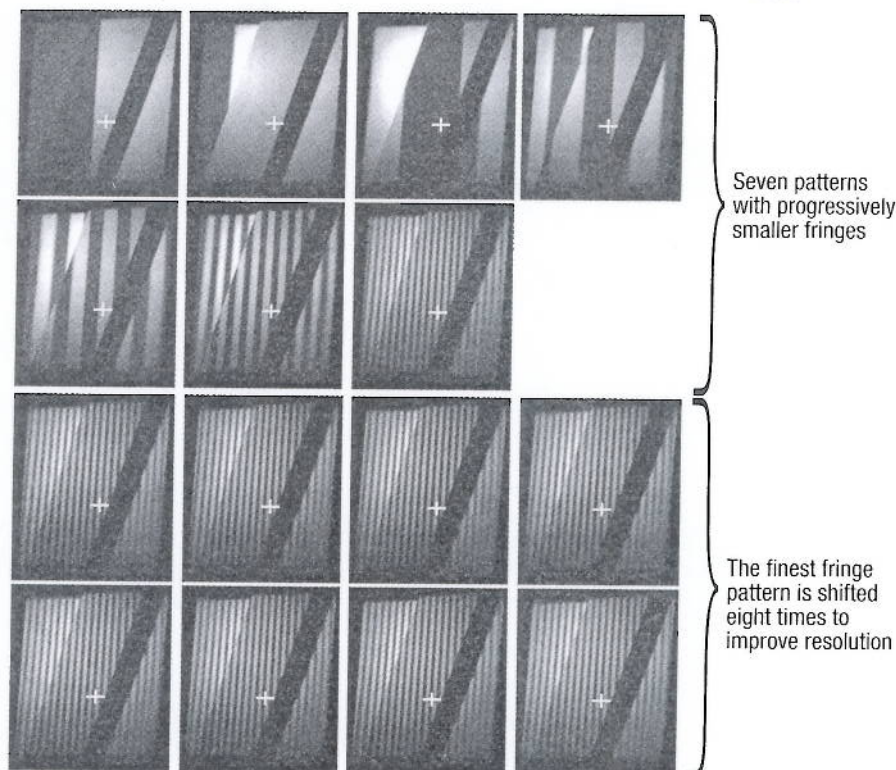 Seven patterns
with progressively
smaller fringes
The finest fringe
pattern is shifted
eight times to
improve resolution